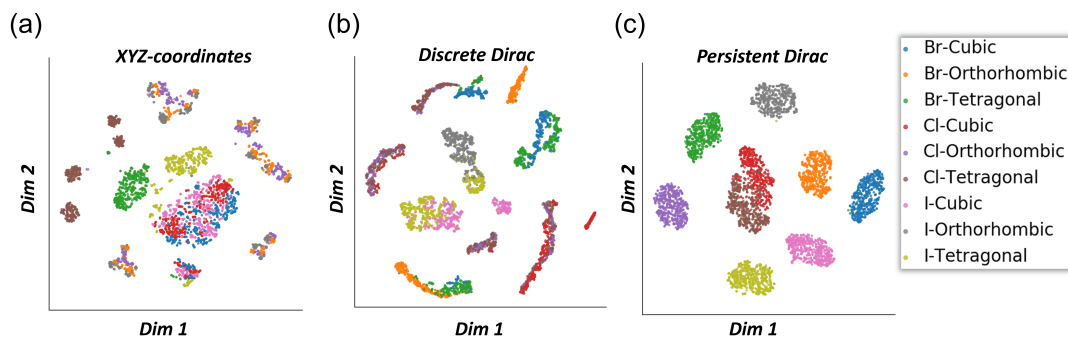 (a)
XYZ-coordinates
Dim 2
Dim 1
(b)
Discrete Dirac
Dim 2
Dim 1
(c)
Persistent Dirac
Dim 2
Dim 1
Br-Cubic
Br-Orthorhombic
Br-Tetragonal
Cl-Cubic
Cl-Orthorhombic
Cl-Tetragonal
I-Cubic
I-Orthorhombic
I-Tetragonal